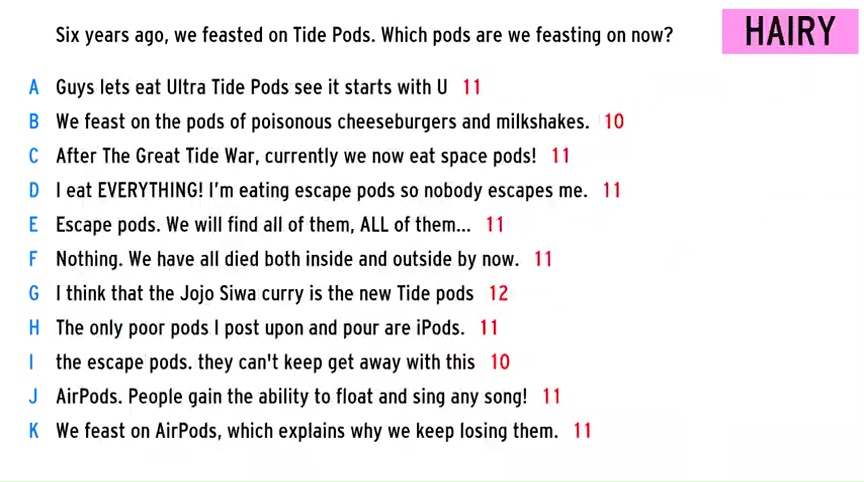 Six years ago, we feasted on Tide Pods. Which pods are we feasting on now?
HAIRY
A Guys lets eat Ultra Tide Pods see it starts with U 11
B We feast on the pods of poisonous cheeseburgers and milkshakes. 10
C After The Great Tide War, currently we now eat space pods! 11
D I eat EVERYTHING! I'm eating escape pods so nobody escapes me. 11
E Escape pods. We will find all of them, ALL of them... 11
F Nothing. We have all died both inside and outside by now. 11
G I think that the Jojo Siwa curry is the new Tide pods 12
H The only poor pods I post upon and pour are iPods. 11
I the escape pods. they can't keep get away with this 10
J AirPods. People gain the ability to float and sing any song! 11
K We feast on AirPods, which explains why we keep losing them. 11